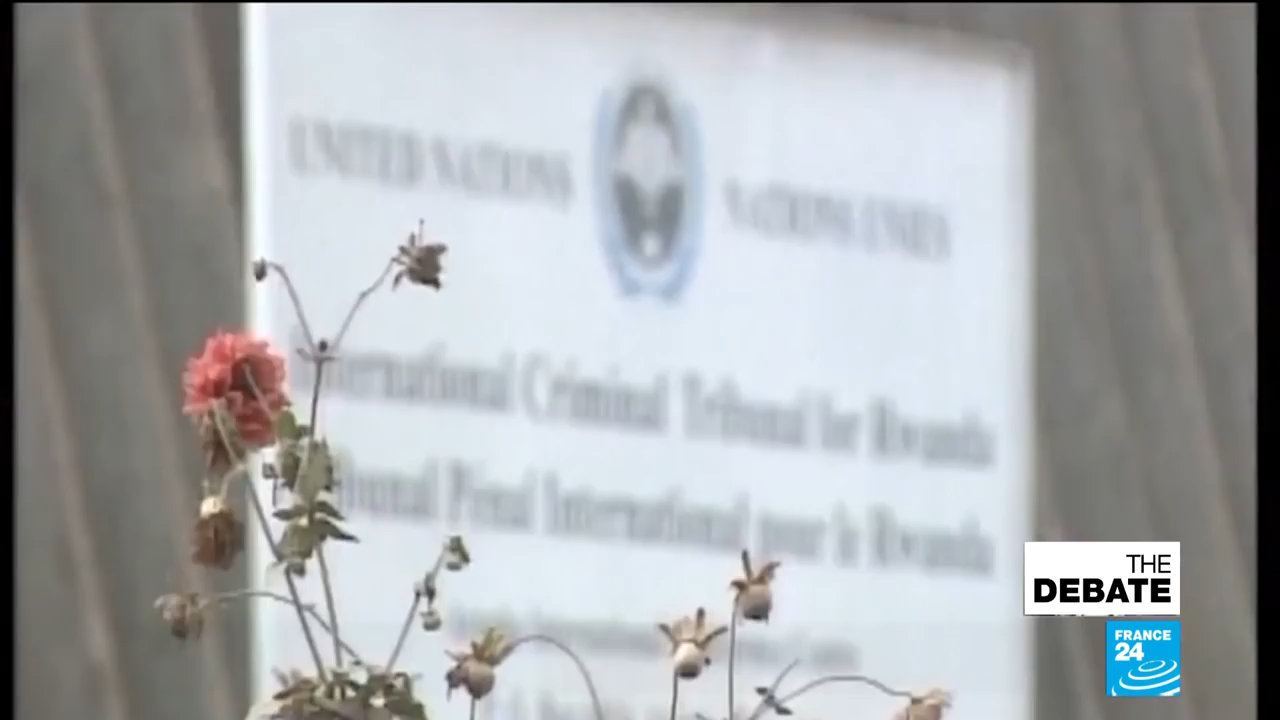 UNITED NATIONS
NATIONS UNIES
International Criminal Tribunal for Rwanda
Tribunal Pénal International pour le Rwanda
THE
DEBATE
FRANCE
24